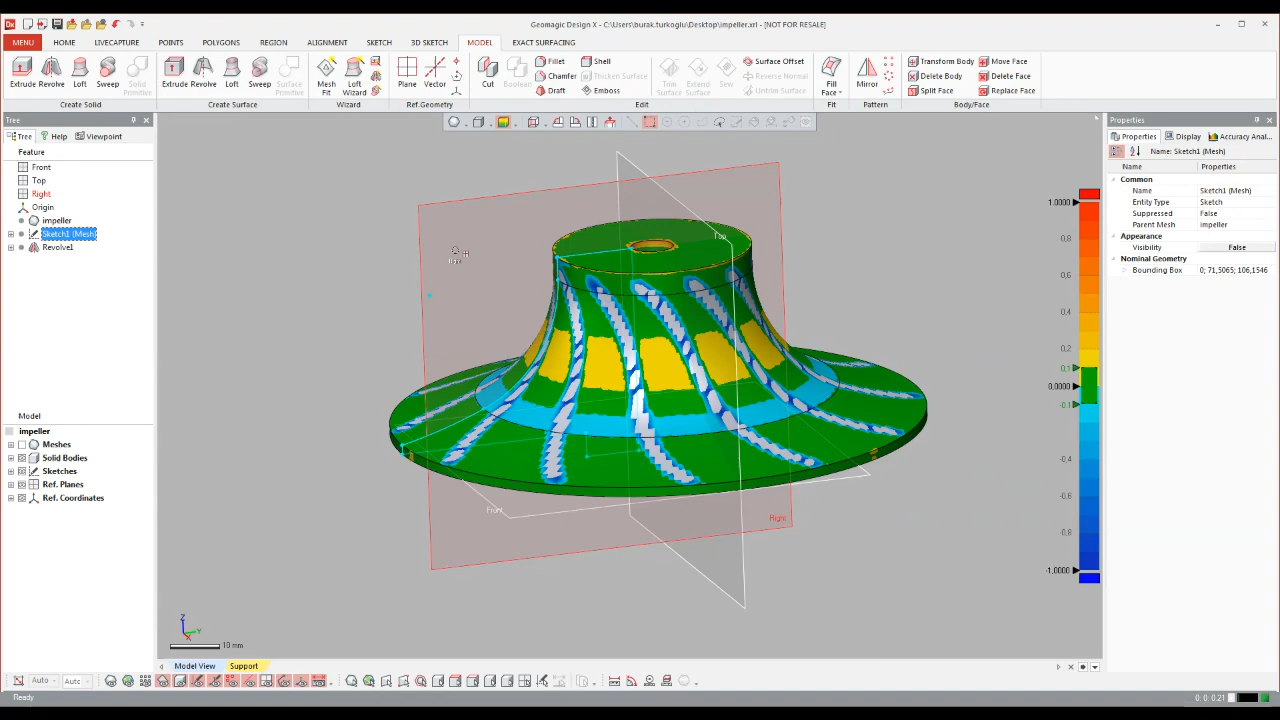 Geomagic Design X - C:\Users\burak.turkoglu\Desktop\impeller.xrl - [NOT FOR RESALE]
MENU HOME LIVECAPTURE POINTS POLYGONS REGION ALIGNMENT SKETCH 3D SKETCH MODEL EXACT SURFACING
Extrude Revolve Loft Sweep Solid Primitive Extrude Revolve Loft Sweep Surface Primitive Mesh Fit Loft Wizard Plane Vector Cut Boolean Fillet Chamfer Draft Shell Thicken Surface Emboss Trim Surface Extend Surface Sew Surface Offset Reverse Normal Untrim Surface Fill Face Mirror Transform Body Delete Body Split Face Move Face Delete Face Replace Face
Create Solid Create Surface Wizard Ref.Geometry Edit Fit Pattern Body/Face
Tree
Tree Help Viewpoint
Feature
Front
Top
Right
Origin
impeller
Sketch1 (Mesh)
Revolve1
Model
impeller
Meshes
Solid Bodies
Sketches
Ref. Planes
Ref. Coordinates
Top
Right
Front
Right
Z
Y
X
10 mm
1.0000
0,8
0,6
0,4
0,2
0,1
0.0000
-0,1
-0,4
-0,6
-0,8
-1,0000
Properties
Properties Display Accuracy Anal...
Name: Sketch1 (Mesh)
Name Properties
Common
Name Sketch1 (Mesh)
Entity Type Sketch
Suppressed False
Parent Mesh impeller
Appearance
Visibility False
Nominal Geometry
Bounding Box 0; 71,5065; 106,1546
Model View Support
Auto Auto
Ready 0: 0: 0.21